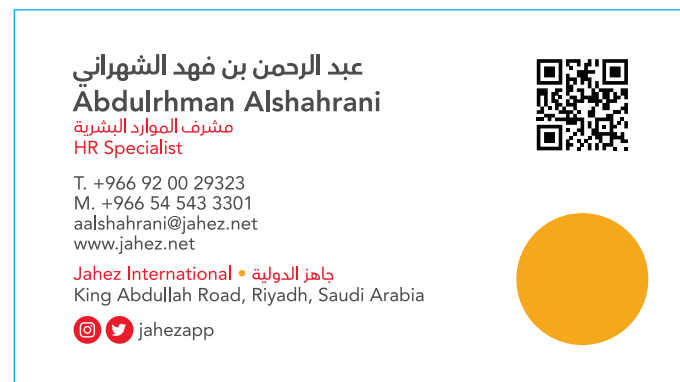 عبد الرحمن بن فهد الشهراني
Abdulrhman Alshahrani
مشرف الموارد البشرية
HR Specialist
T. +966 92 00 29323
M. +966 54 543 3301
aalshahrani@jahez.net
www.jahez.net
Jahez International • جاهز الدولية
King Abdullah Road, Riyadh, Saudi Arabia
jahezapp